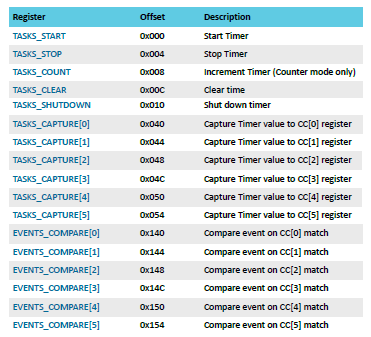 Register Offset Description
TASKS_START 0x000 Start Timer
TASKS_STOP 0x004 Stop Timer
TASKS_COUNT 0x008 Increment Timer (Counter mode only)
TASKS_CLEAR 0x00C Clear time
TASKS_SHUTDOWN 0x010 Shut down timer
TASKS_CAPTURE[0] 0x040 Capture Timer value to CC[0] register
TASKS_CAPTURE[1] 0x044 Capture Timer value to CC[1] register
TASKS_CAPTURE[2] 0x048 Capture Timer value to CC[2] register
TASKS_CAPTURE[3] 0x04C Capture Timer value to CC[3] register
TASKS_CAPTURE[4] 0x050 Capture Timer value to CC[4] register
TASKS_CAPTURE[5] 0x054 Capture Timer value to CC[5] register
EVENTS_COMPARE[0] 0x140 Compare event on CC[0] match
EVENTS_COMPARE[1] 0x144 Compare event on CC[1] match
EVENTS_COMPARE[2] 0x148 Compare event on CC[2] match
EVENTS_COMPARE[3] 0x14C Compare event on CC[3] match
EVENTS_COMPARE[4] 0x150 Compare event on CC[4] match
EVENTS_COMPARE[5] 0x154 Compare event on CC[5] match